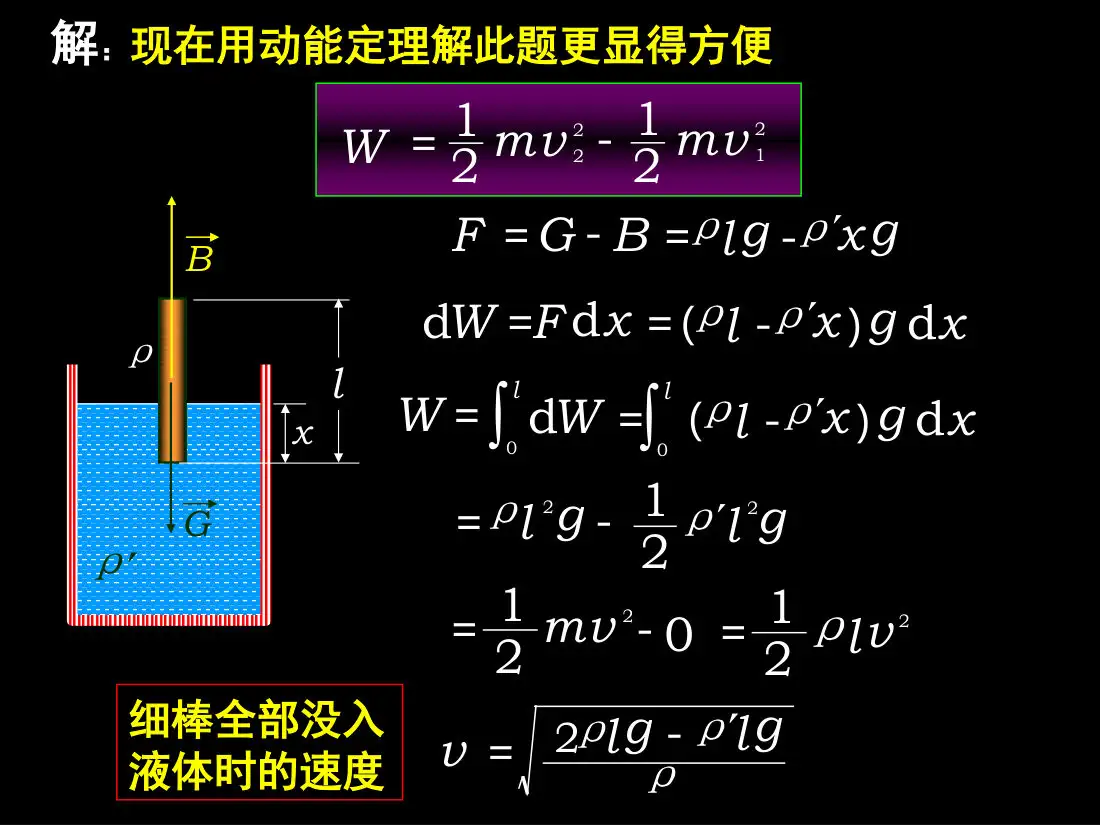 解：现在用动能定理解此题更显得方便
W = 1/2 mv₂² - 1/2 mv₁²
F = G - B = ρlg - ρ′xg
dW = Fdx = (ρl - ρ′x)g dx
W = ∫₀ˡ dW = ∫₀ˡ (ρl - ρ′x)g dx
= ρl²g - 1/2 ρ′l²g
= 1/2 mv² - 0 = 1/2 ρlv²
v = √((2ρlg - ρ′lg)/ρ)
B⃗
ρ
l
x
G⃗
ρ′
细棒全部没入
液体时的速度